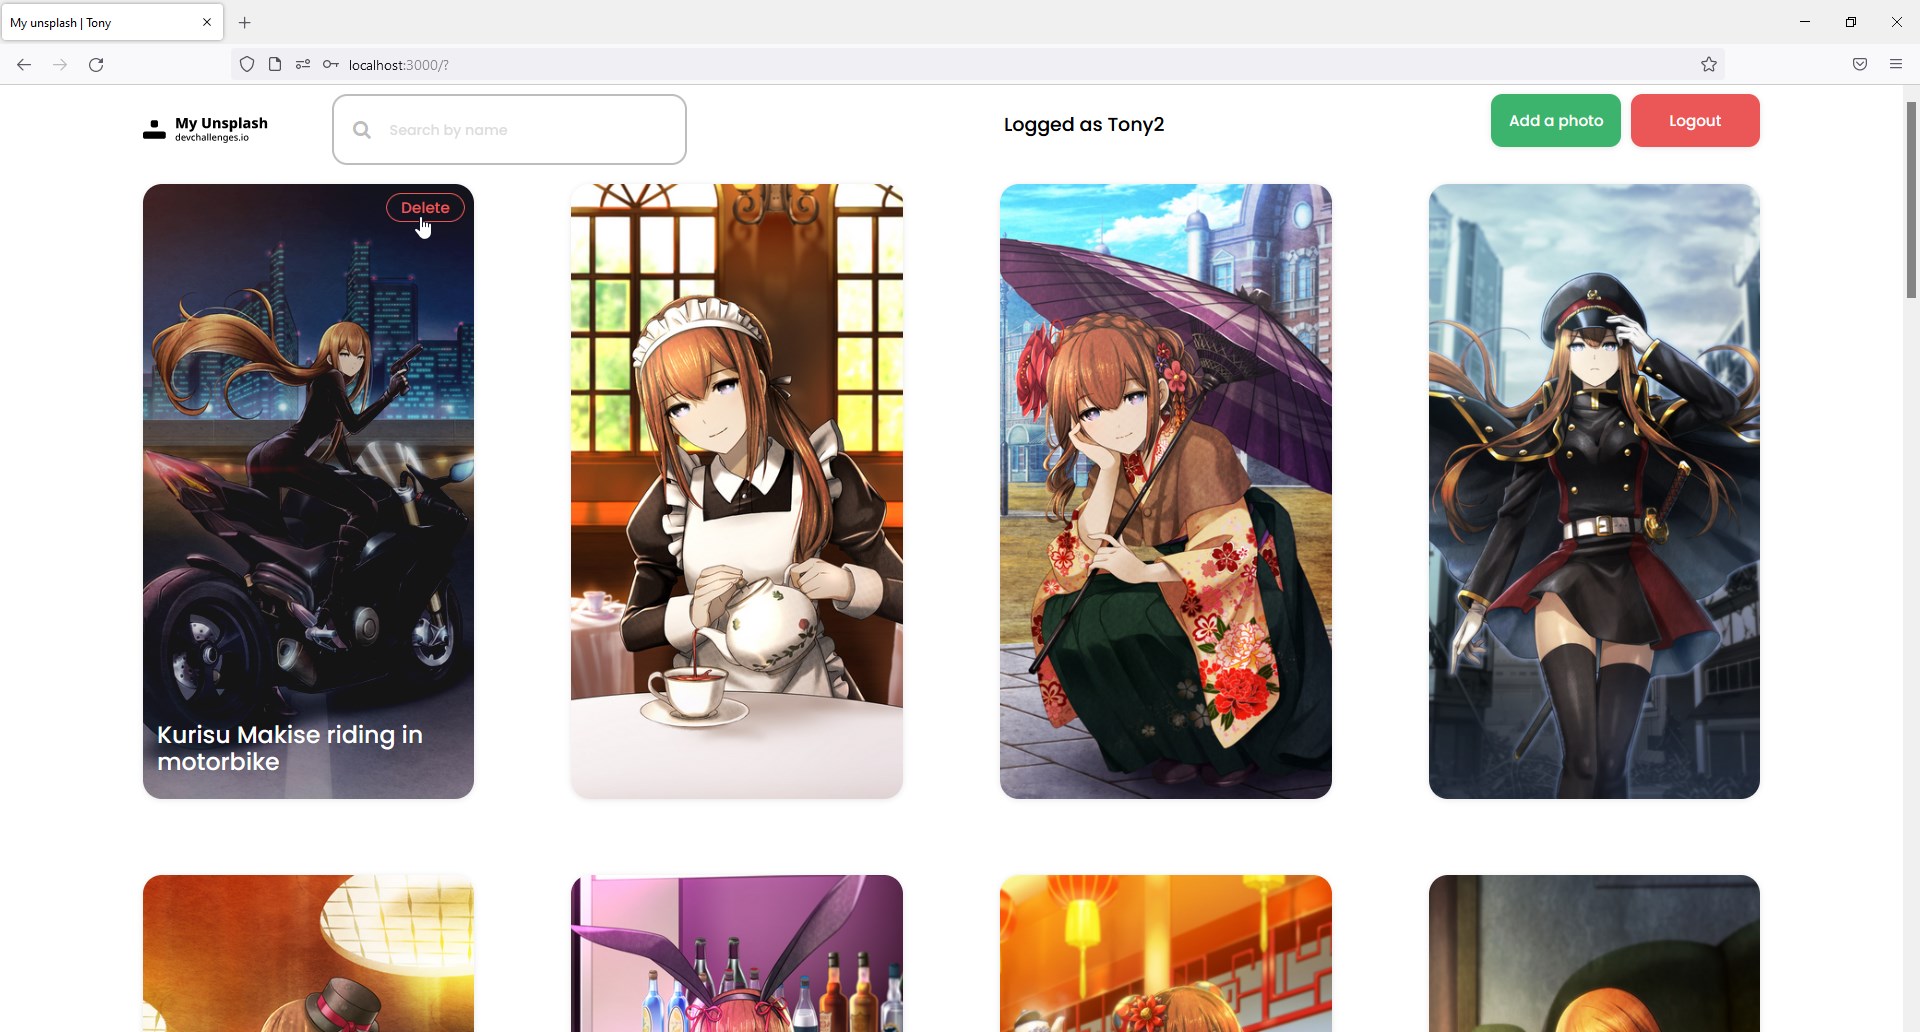 My unsplash | Tony
localhost:3000/?
My Unsplash
devchallenges.io
Search by name
Logged as Tony2
Add a photo
Logout
Delete
Kurisu Makise riding in
motorbike